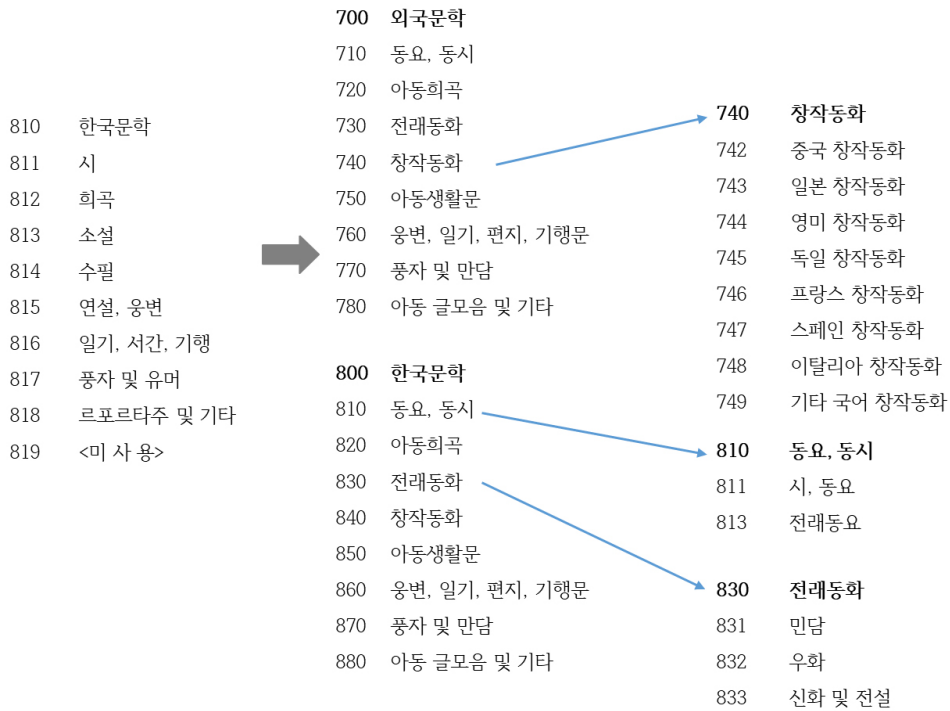 810 한국문학
811 시
812 희곡
813 소설
814 수필
815 연설, 웅변
816 일기, 서간, 기행
817 풍자 및 유머
818 르포르타주 및 기타
819 <미 사 용>
700 외국문학
710 동요, 동시
720 아동희곡
730 전래동화
740 창작동화
750 아동생활문
760 웅변, 일기, 편지, 기행문
770 풍자 및 만담
780 아동 글모음 및 기타
800 한국문학
810 동요, 동시
820 아동희곡
830 전래동화
840 창작동화
850 아동생활문
860 웅변, 일기, 편지, 기행문
870 풍자 및 만담
880 아동 글모음 및 기타
740 창작동화
742 중국 창작동화
743 일본 창작동화
744 영미 창작동화
745 독일 창작동화
746 프랑스 창작동화
747 스페인 창작동화
748 이탈리아 창작동화
749 기타 국어 창작동화
810 동요, 동시
811 시, 동요
813 전래동요
830 전래동화
831 민담
832 우화
833 신화 및 전설